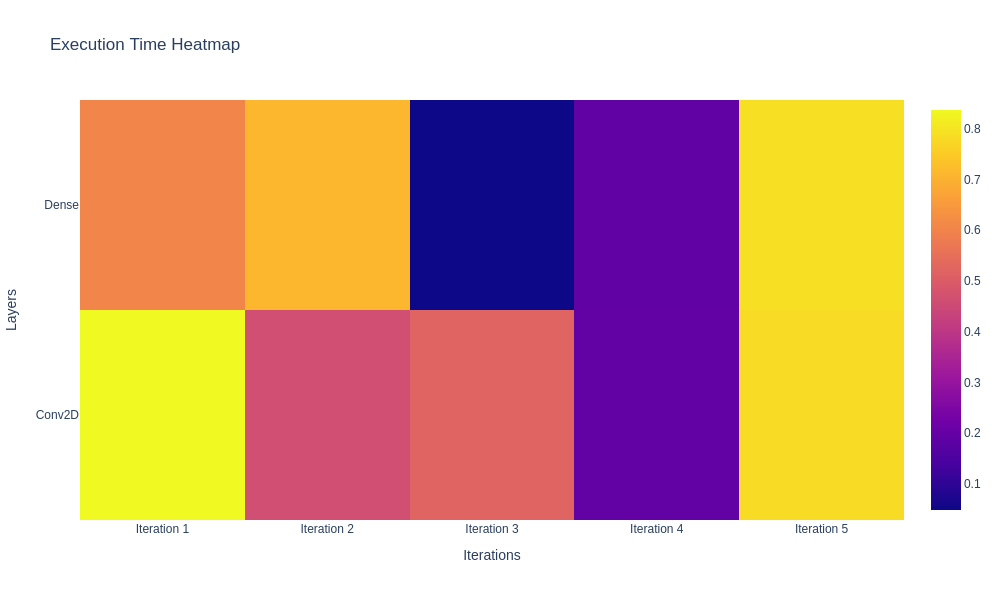 Execution Time Heatmap
Layers
Dense
Conv2D
Iteration 1
Iteration 2
Iteration 3
Iteration 4
Iteration 5
Iterations
0.8
0.7
0.6
0.5
0.4
0.3
0.2
0.1